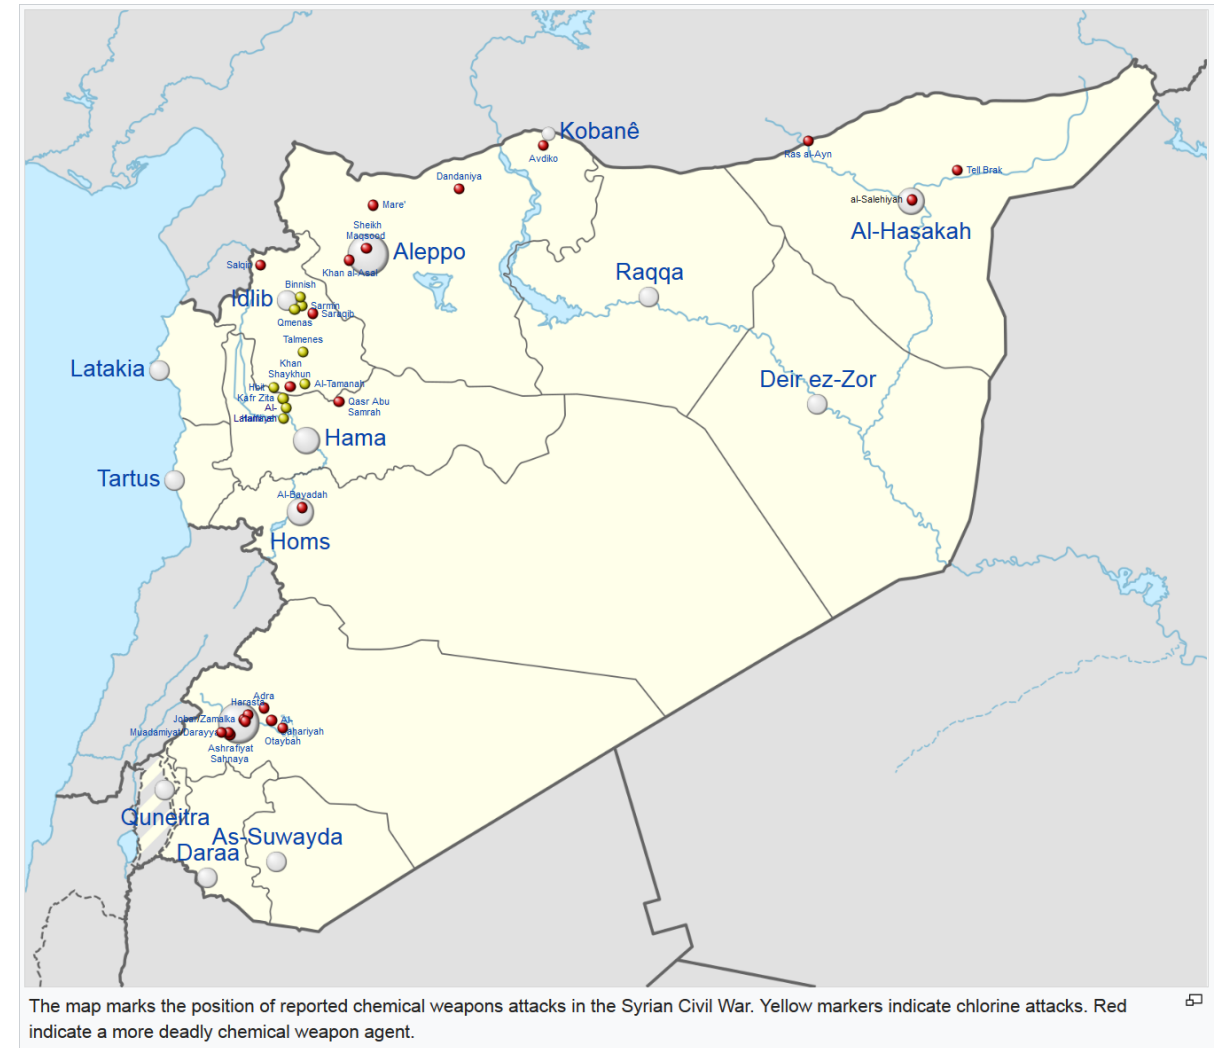 Kobanê
Avdiko
Ras al-Ayn
Tell Brak
Dandaniya
al-Salehiyah
Mare'
Sheikh
Maqsood
Al-Hasakah
Aleppo
Salqin
Khan al-Asal
Raqqa
Binnish
Idlib
Sarmin
Saraqib
Qmenas
Talmenes
Khan
Shaykhun
Latakia
Deir ez-Zor
Al-Tamanah
Hbit
Kafr Zita
Qasr Abu
Samrah
Al-
Hama
Tartus
Al-Bayadah
Homs
Adra
Harasta
Jobar/Zamalka
Al-
Bahariyah
Muadamiyat/Darayya
Otaybah
Ashrafiyat
Sahnaya
Quneitra
As-Suwayda
Daraa
The map marks the position of reported chemical weapons attacks in the Syrian Civil War. Yellow markers indicate chlorine attacks. Red
indicate a more deadly chemical weapon agent.